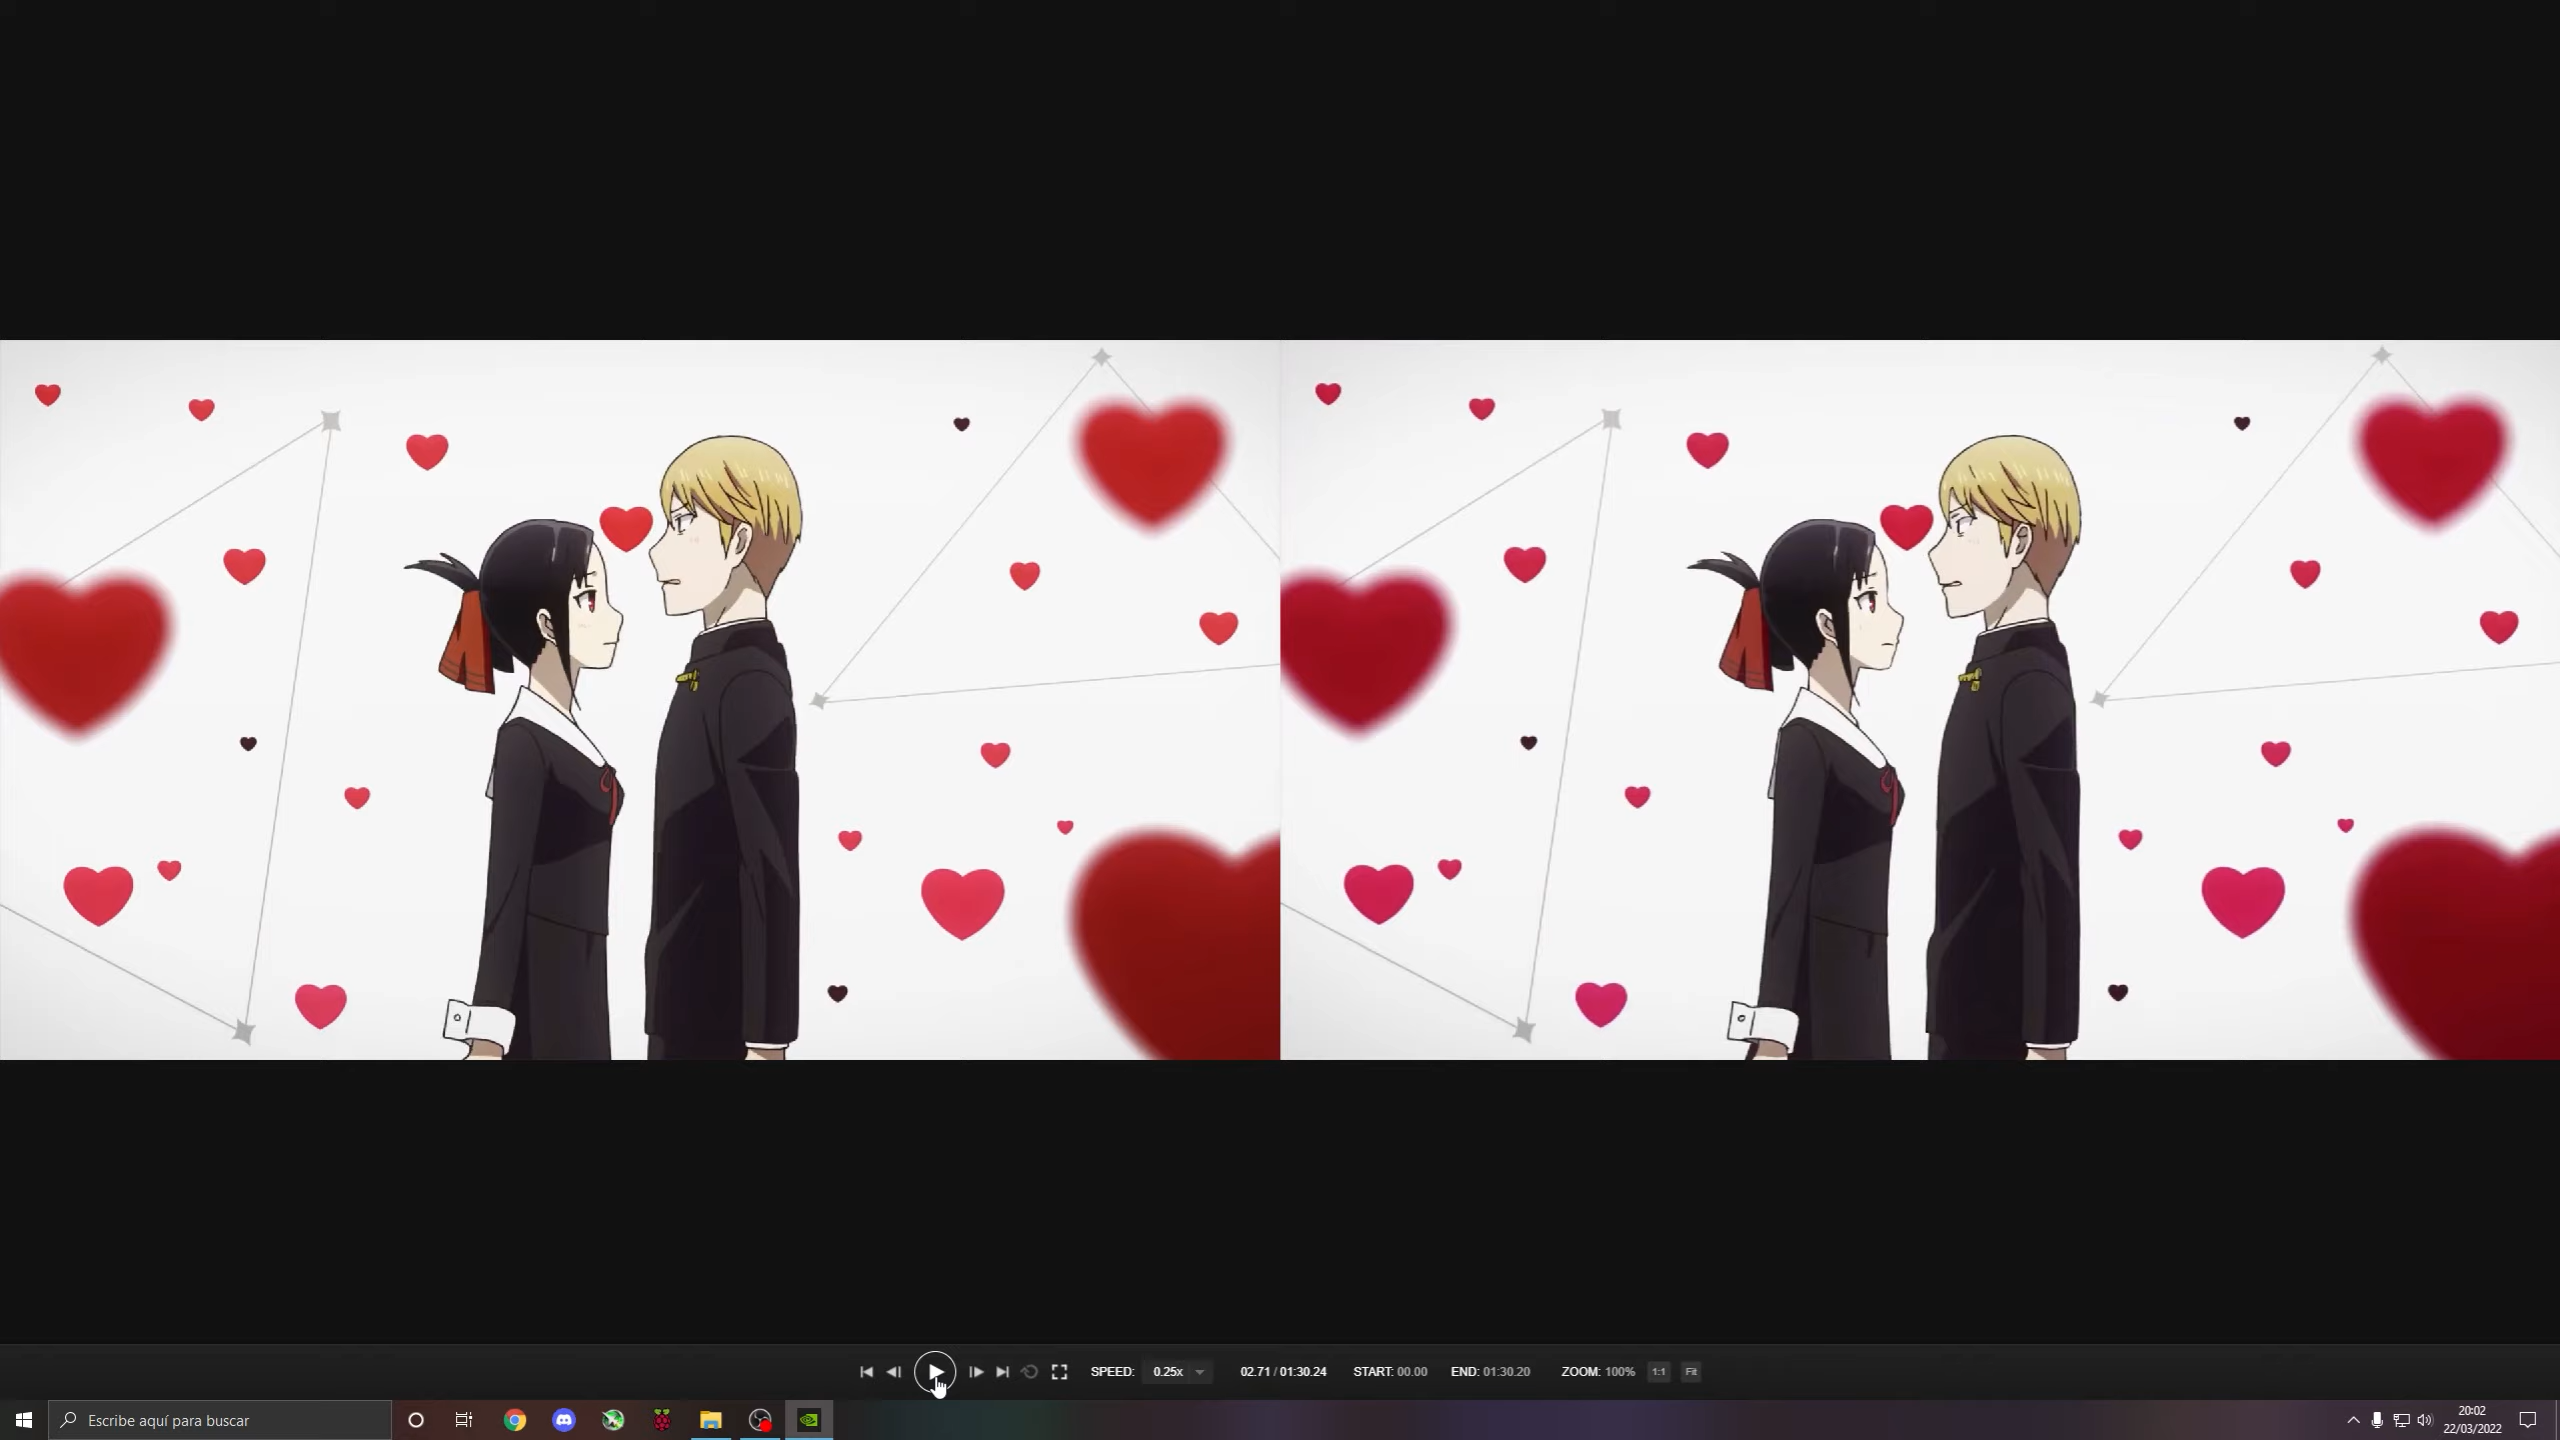 SPEED: 0.25x 02.71 / 01:30.24 START: 00.00 END: 01:30.20 ZOOM: 100% 1:1 Fit
Escribe aquí para buscar
20:02
22/03/2022